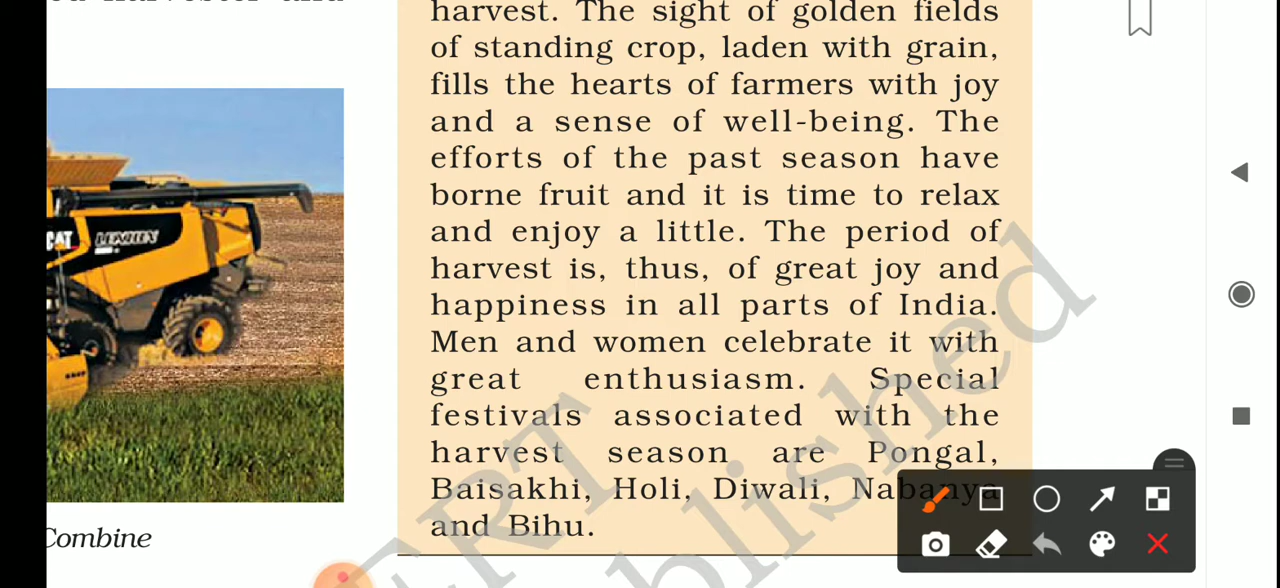 harvest. The sight of golden fields
of standing crop, laden with grain,
fills the hearts of farmers with joy
and a sense of well-being. The
efforts of the past season have
borne fruit and it is time to relax
and enjoy a little. The period of
harvest is, thus, of great joy and
happiness in all parts of India.
Men and women celebrate it with
great enthusiasm. Special
festivals associated with the
harvest season are Pongal,
Baisakhi, Holi, Diwali, Nabanya
and Bihu.
CAT LEXION
Combine